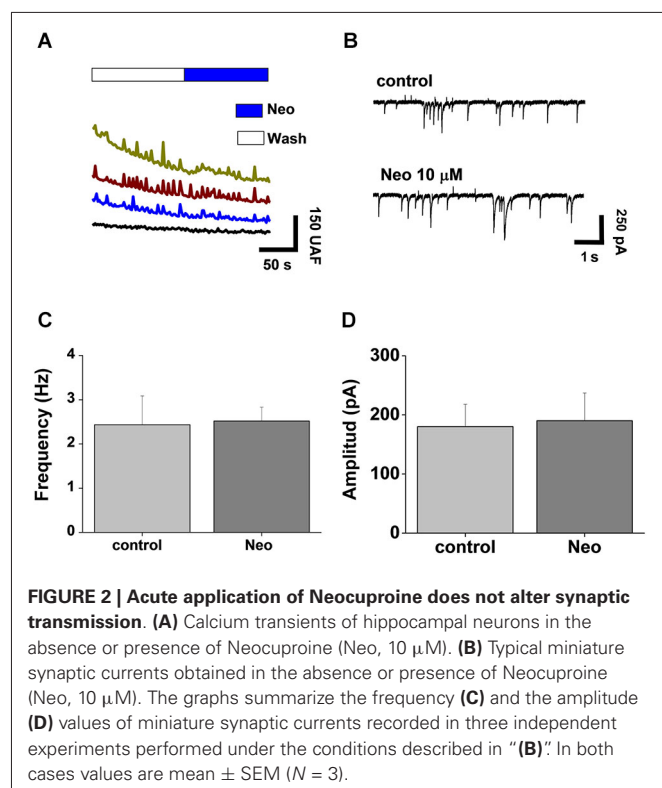 A
Neo
Wash
150 UAF
50 s
B
control
Neo 10 μM
250 pA
1 s
C
Frequency (Hz)
4
3
2
1
0
control
Neo
D
Amplitud (pA)
300
200
100
0
control
Neo
FIGURE 2 | Acute application of Neocuproine does not alter synaptic
transmission. (A) Calcium transients of hippocampal neurons in the
absence or presence of Neocuproine (Neo, 10 μM). (B) Typical miniature
synaptic currents obtained in the absence or presence of Neocuproine
(Neo, 10 μM). The graphs summarize the frequency (C) and the amplitude
(D) values of miniature synaptic currents recorded in three independent
experiments performed under the conditions described in “(B)”. In both
cases values are mean ± SEM (N = 3).